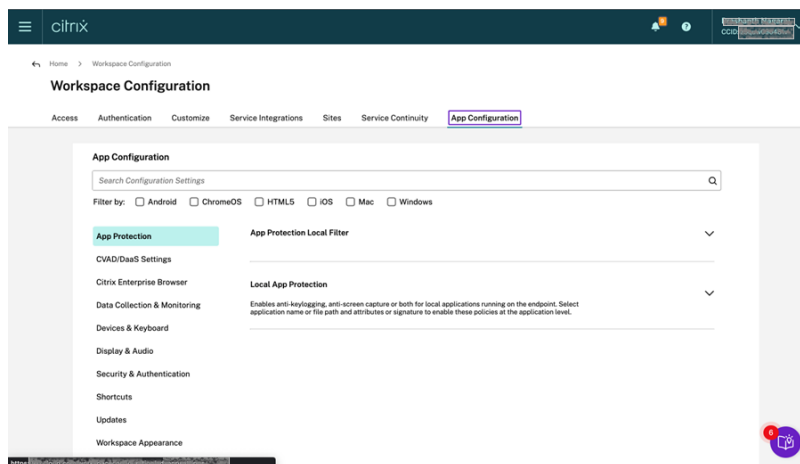 citrix
CCID:
Home > Workspace Configuration
Workspace Configuration
Access Authentication Customize Service Integrations Sites Service Continuity App Configuration
App Configuration
Search Configuration Settings
Filter by: Android ChromeOS HTML5 iOS Mac Windows
App Protection
CVAD/DaaS Settings
Citrix Enterprise Browser
Data Collection & Monitoring
Devices & Keyboard
Display & Audio
Security & Authentication
Shortcuts
Updates
Workspace Appearance
App Protection Local Filter
Local App Protection
Enables anti-keylogging, anti-screen capture or both for local applications running on the endpoint. Select
application name or file path and attributes or signature to enable these policies at the application level.
6